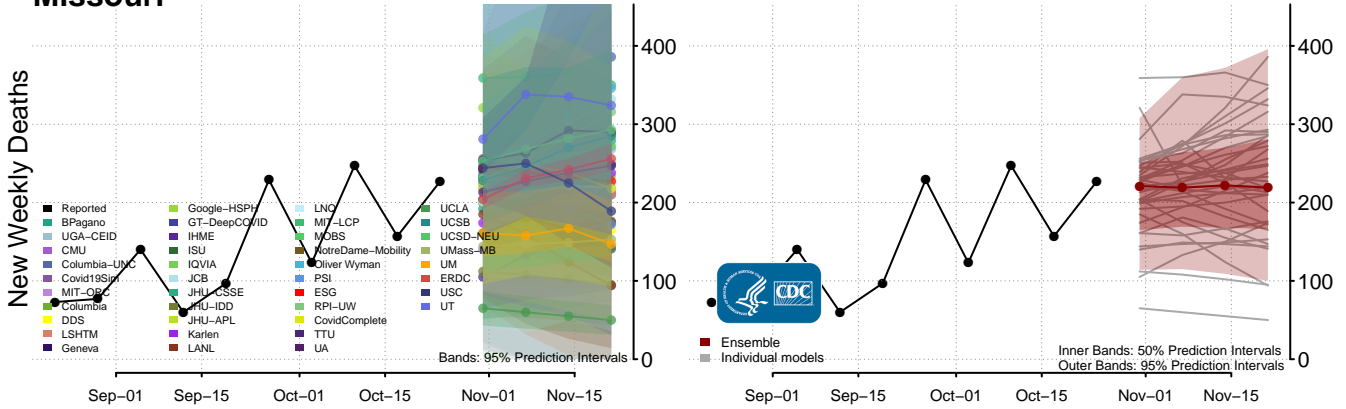 Missouri
New Weekly Deaths
400
300
200
100
0
Reported
BPagano
UGA−CEID
CMU
Columbia−UNC
Covid19Sim
MIT−ORC
Columbia
DDS
LSHTM
Geneva
Google−HSPH
GT−DeepCOVID
IHME
ISU
IQVIA
JCB
JHU−CSSE
JHU−IDD
JHU−APL
Karlen
LANL
LNQ
MIT−LCP
MOBS
NotreDame−Mobility
Oliver Wyman
PSI
ESG
RPI−UW
CovidComplete
TTU
UA
UCLA
UCSB
UCSD−NEU
UMass−MB
UM
ERDC
USC
UT
Bands: 95% Prediction Intervals
Sep−01
Sep−15
Oct−01
Oct−15
Nov−01
Nov−15
400
300
200
100
0
CDC
Ensemble
Individual models
Inner Bands: 50% Prediction Intervals
Outer Bands: 95% Prediction Intervals
Sep−01
Sep−15
Oct−01
Oct−15
Nov−01
Nov−15